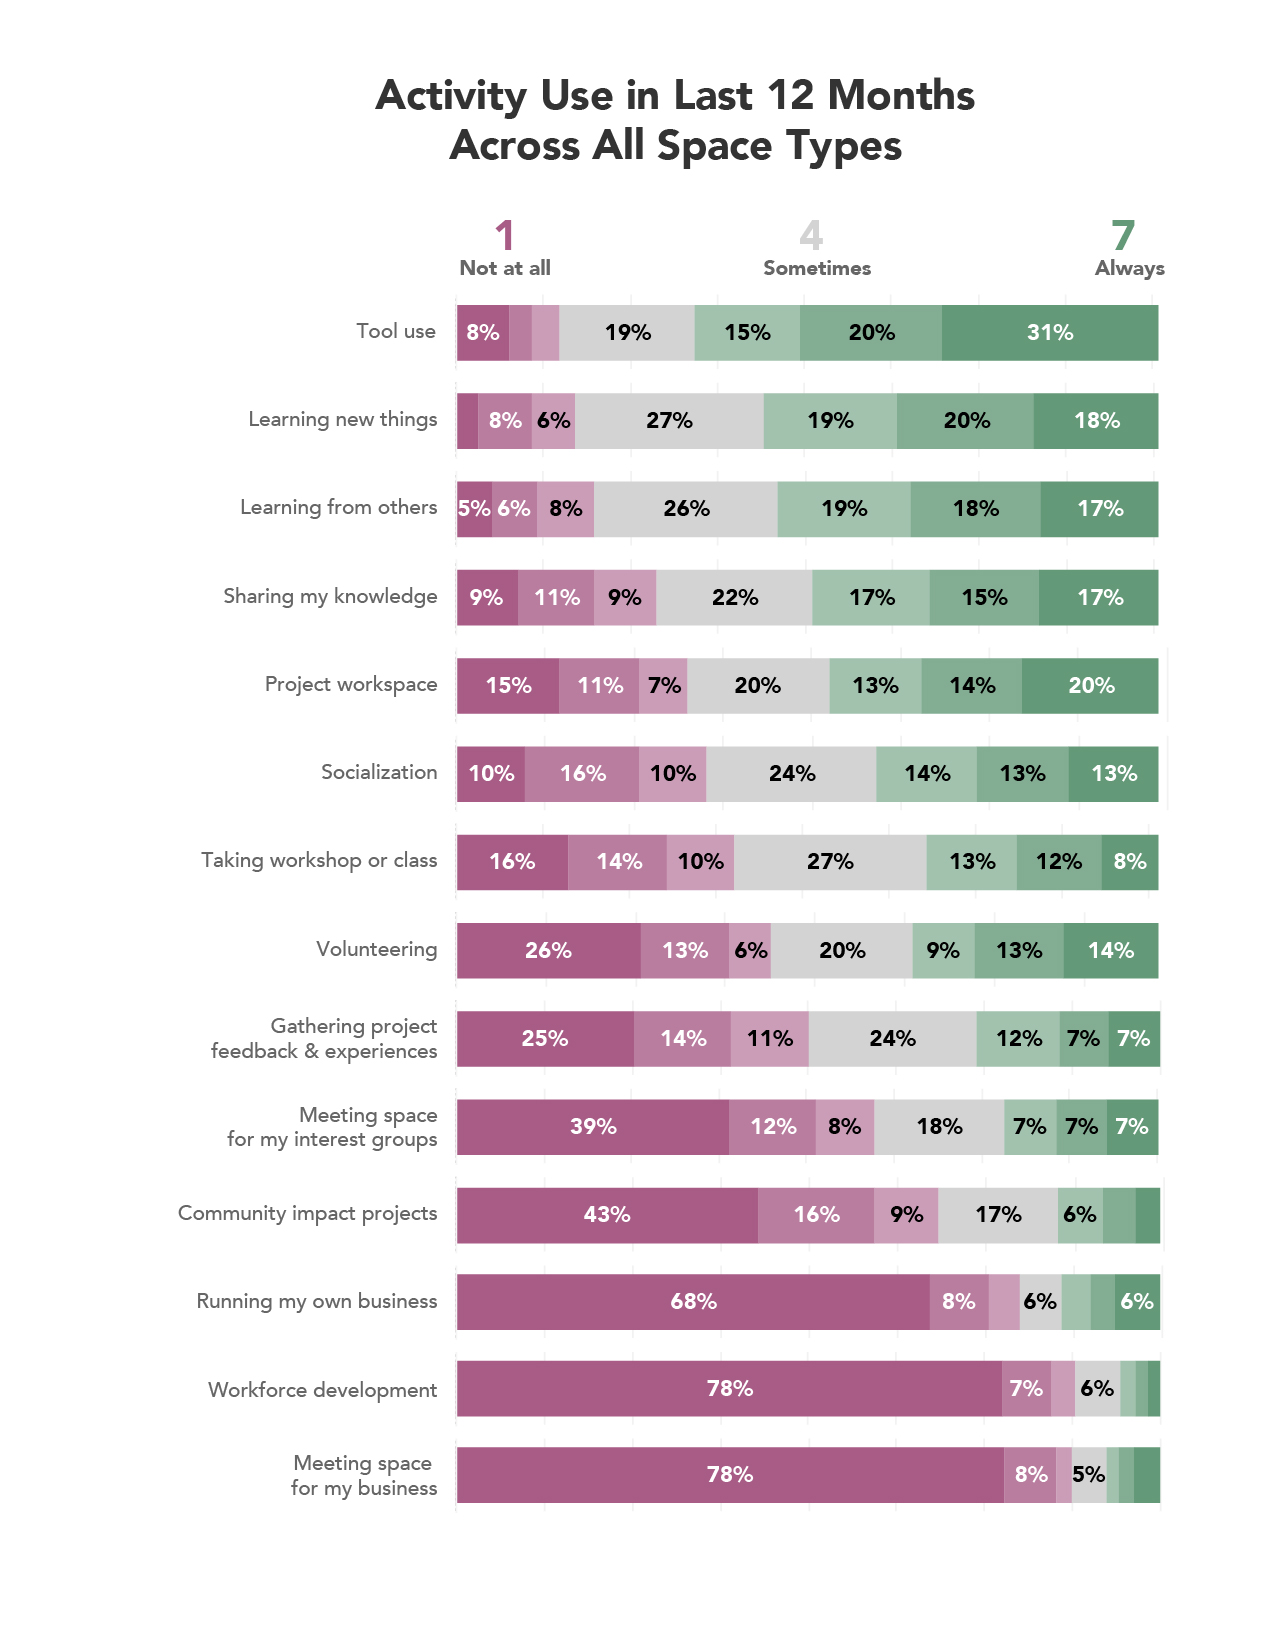 Activity Use in Last 12 Months
Across All Space Types
1 4 7
Not at all Sometimes Always
Tool use 8% 19% 15% 20% 31%
Learning new things 8% 6% 27% 19% 20% 18%
Learning from others 5% 6% 8% 26% 19% 18% 17%
Sharing my knowledge 9% 11% 9% 22% 17% 15% 17%
Project workspace 15% 11% 7% 20% 13% 14% 20%
Socialization 10% 16% 10% 24% 14% 13% 13%
Taking workshop or class 16% 14% 10% 27% 13% 12% 8%
Volunteering 26% 13% 6% 20% 9% 13% 14%
Gathering project
feedback & experiences 25% 14% 11% 24% 12% 7% 7%
Meeting space
for my interest groups 39% 12% 8% 18% 7% 7% 7%
Community impact projects 43% 16% 9% 17% 6%
Running my own business 68% 8% 6% 6%
Workforce development 78% 7% 6%
Meeting space
for my business 78% 8% 5%